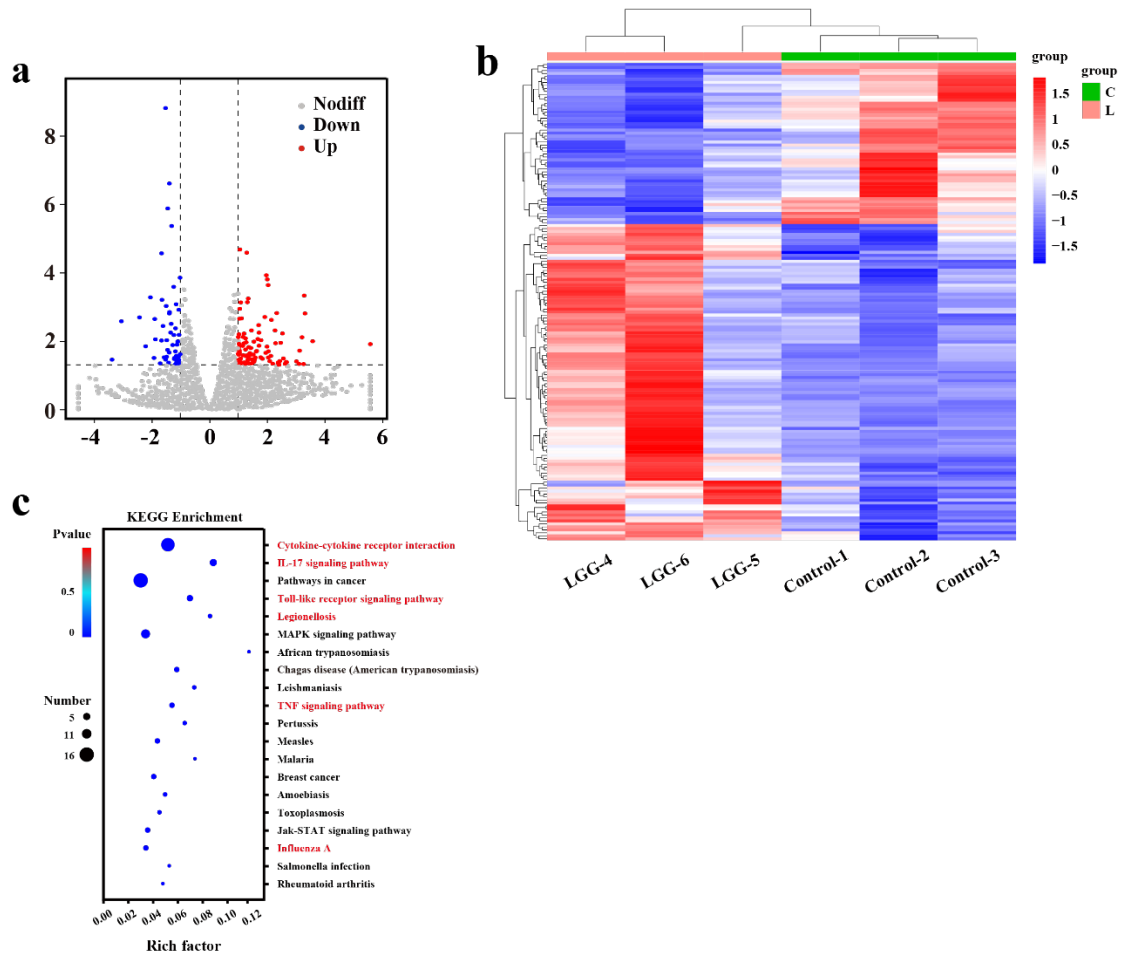 a
Nodiff
Down
Up
8
6
4
2
0
-4
-2
0
2
4
6
b
group
1.5
1
0.5
0
−0.5
−1
−1.5
group
C
L
LGG-4
LGG-6
LGG-5
Control-1
Control-2
Control-3
c
KEGG Enrichment
Pvalue
0.5
0
Number
5
11
16
Cytokine-cytokine receptor interaction
IL-17 signaling pathway
Pathways in cancer
Toll-like receptor signaling pathway
Legionellosis
MAPK signaling pathway
African trypanosomiasis
Chagas disease (American trypanosomiasis)
Leishmaniasis
TNF signaling pathway
Pertussis
Measles
Malaria
Breast cancer
Amoebiasis
Toxoplasmosis
Jak-STAT signaling pathway
Influenza A
Salmonella infection
Rheumatoid arthritis
0.00
0.02
0.04
0.06
0.08
0.10
0.12
Rich factor